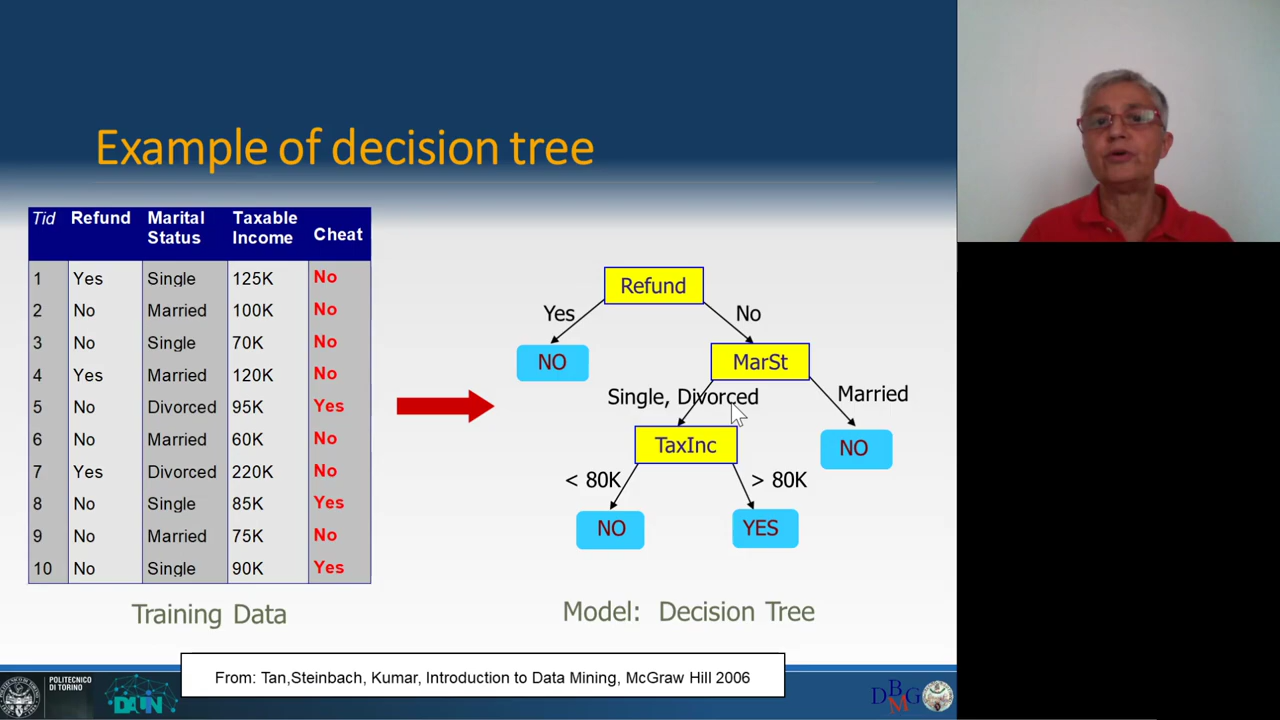 Example of decision tree
Tid Refund Marital Status Taxable Income Cheat
1 Yes Single 125K No
2 No Married 100K No
3 No Single 70K No
4 Yes Married 120K No
5 No Divorced 95K Yes
6 No Married 60K No
7 Yes Divorced 220K No
8 No Single 85K Yes
9 No Married 75K No
10 No Single 90K Yes
Training Data
Refund
Yes No
NO MarSt
Single, Divorced Married
TaxInc NO
< 80K > 80K
NO YES
Model: Decision Tree
From: Tan,Steinbach, Kumar, Introduction to Data Mining, McGraw Hill 2006
POLITECNICO
DI TORINO
DAUIN
DBMG